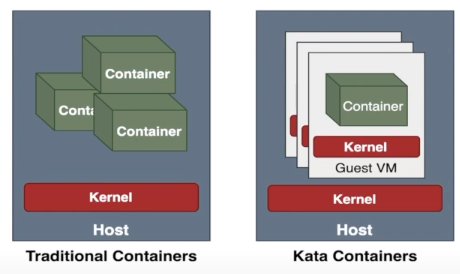 Container
Conta
Container
Kernel
Host
Traditional Containers
Container
Kernel
Guest VM
Kernel
Host
Kata Containers